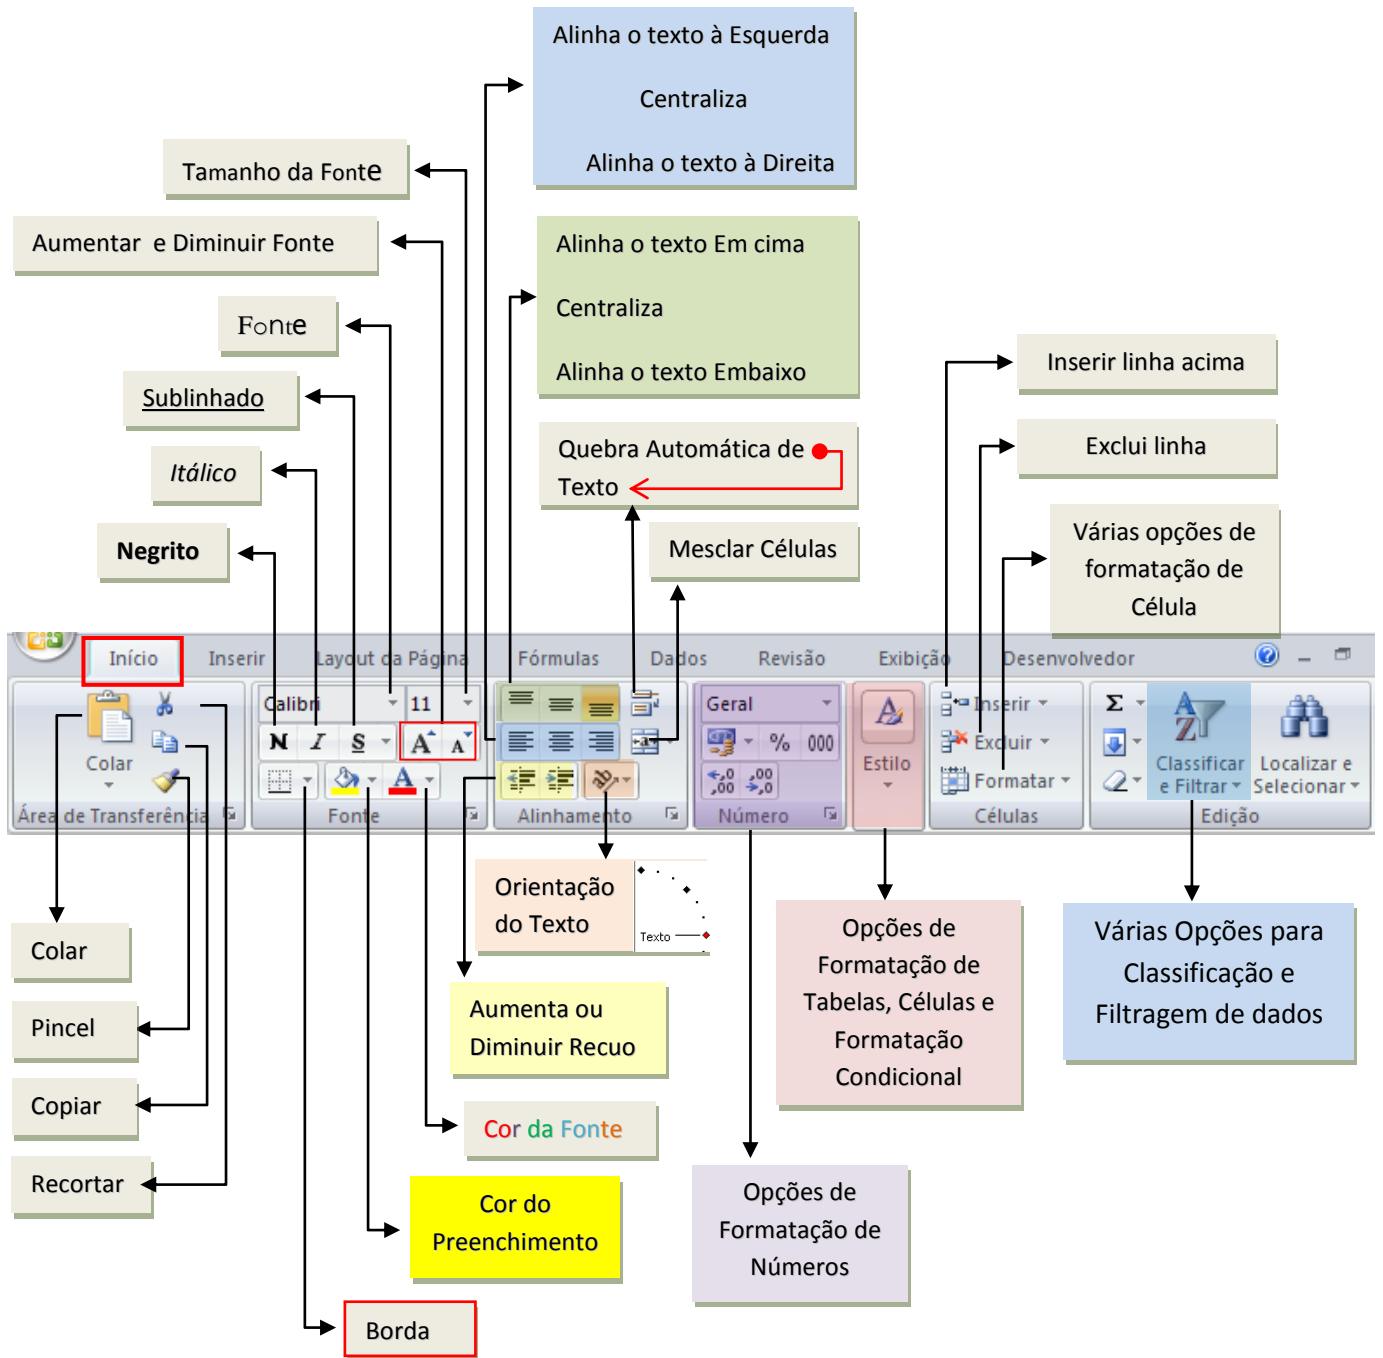 Alinha o texto à Esquerda
Centraliza
Alinha o texto à Direita
Tamanho da Fonte
Aumentar e Diminuir Fonte
Alinha o texto Em cima
Centraliza
Alinha o texto Embaixo
Fonte
Inserir linha acima
Sublinhado
Quebra Automática de
Texto
Exclui linha
Itálico
Negrito
Mesclar Células
Várias opções de
formatação de
Célula
Início Inserir Layout da Página Fórmulas Dados Revisão Exibição Desenvolvedor
Calibri 11
Geral
Inserir
Σ
A
Z
N I S A A
a
% 000
Excluir
Colar
Estilo
Classificar
e Filtrar
Localizar e
Selecionar
A
,0 ,00
,00 ,0
Formatar
Área de Transferência Fonte Alinhamento Número Células Edição
Orientação
do Texto
Texto
Colar
Opções de
Formatação de
Tabelas, Células e
Formatação
Condicional
Várias Opções para
Classificação e
Filtragem de dados
Pincel
Aumenta ou
Diminuir Recuo
Copiar
Cor da Fonte
Recortar
Cor do
Preenchimento
Opções de
Formatação de
Números
Borda